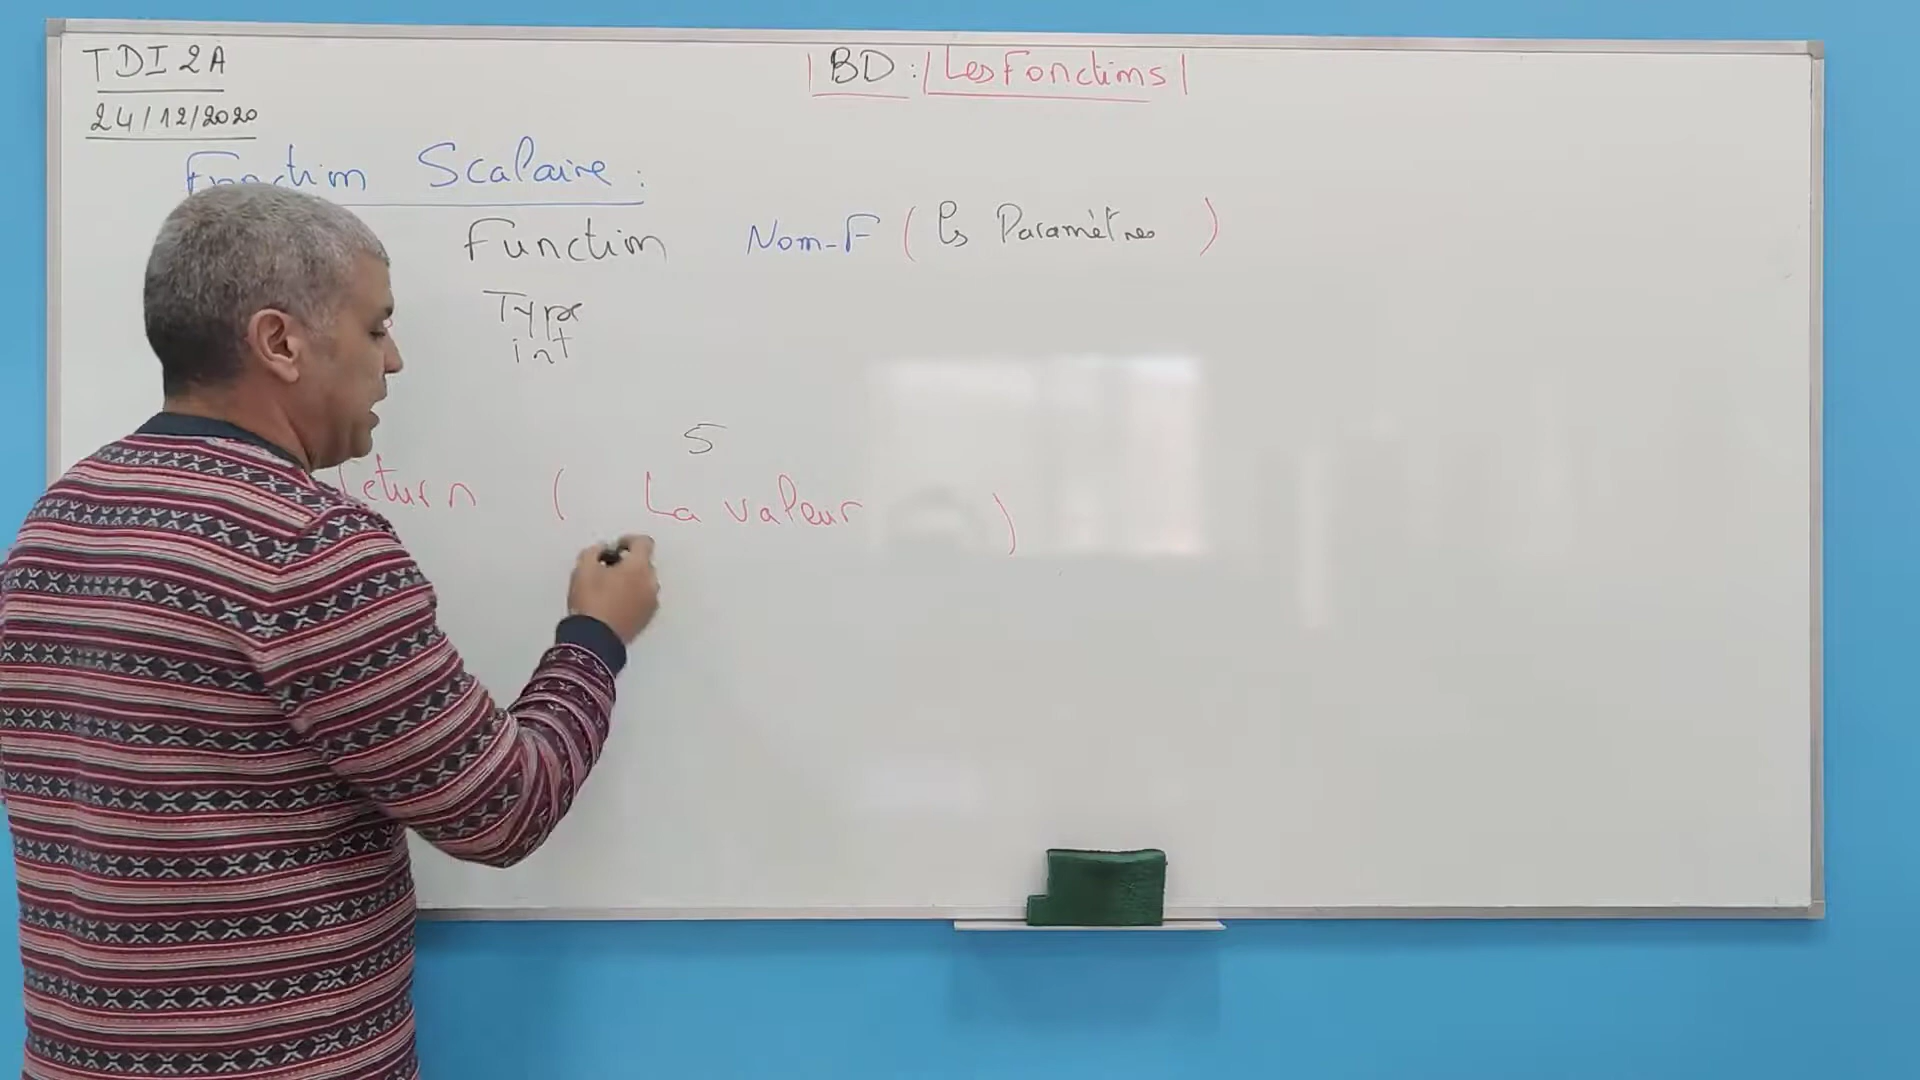 TDI 2A
BD : Les Fonctions
24/12/2020
Fonction Scalaire :
Function Nom-F ( Les Paramètres )
Type
int
5
return ( La valeur )